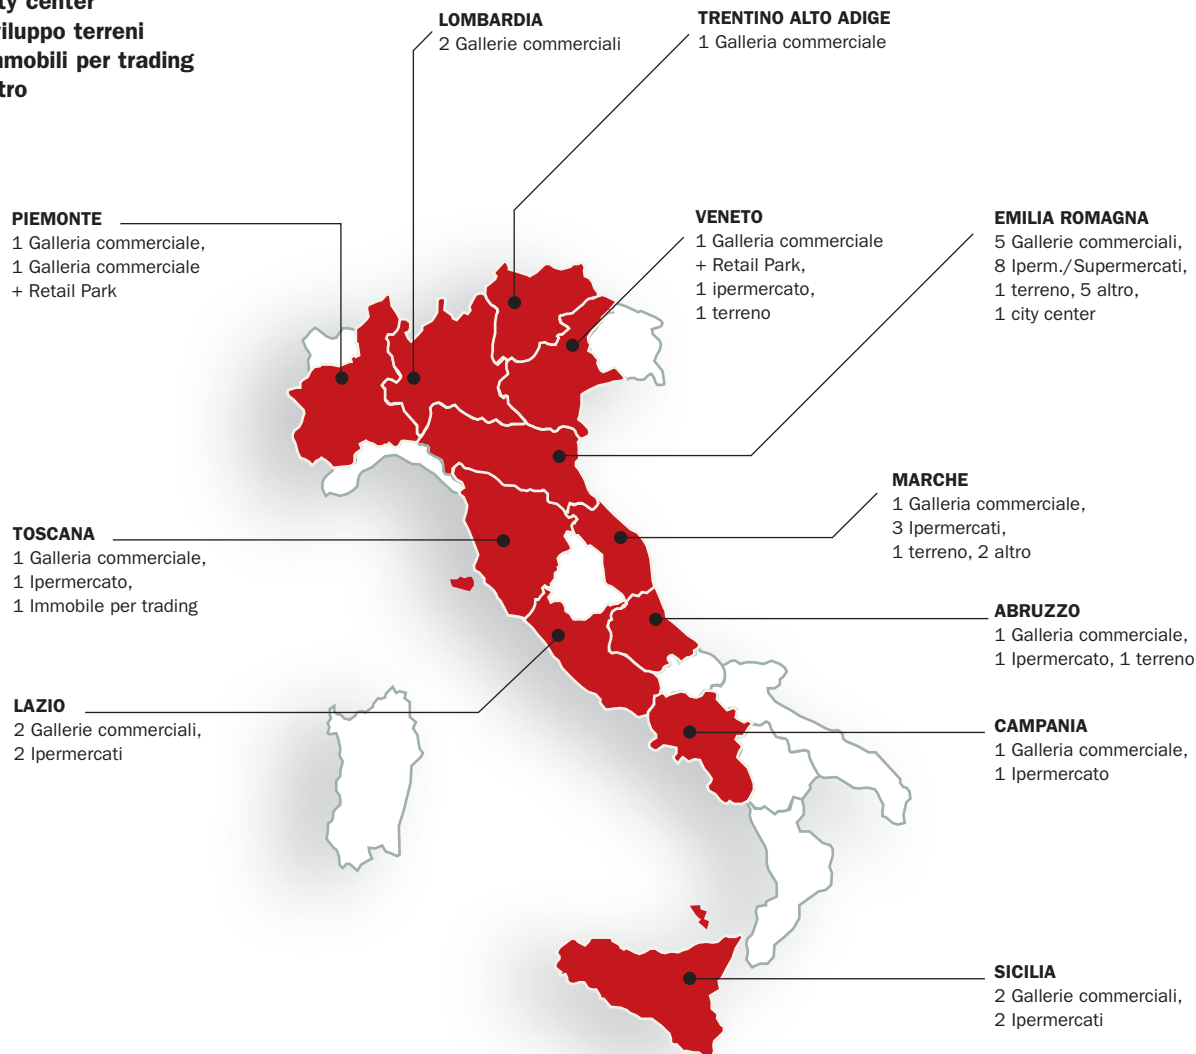 center
terreni
per trading
LOMBARDIA
2 Gallerie commerciali
TRENTINO ALTO ADIGE
1 Galleria commerciale
PIEMONTE
1 Galleria commerciale,
1 Galleria commerciale
+ Retail Park
VENETO
1 Galleria commerciale
+ Retail Park,
1 ipermercato,
1 terreno
EMILIA ROMAGNA
5 Gallerie commerciali,
8 Iperm./Supermercati,
1 terreno, 5 altro,
1 city center
MARCHE
1 Galleria commerciale,
3 Ipermercati,
1 terreno, 2 altro
TOSCANA
1 Galleria commerciale,
1 Ipermercato,
1 Immobile per trading
ABRUZZO
1 Galleria commerciale,
1 Ipermercato, 1 terreno
LAZIO
2 Gallerie commerciali,
2 Ipermercati
CAMPANIA
1 Galleria commerciale,
1 Ipermercato
SICILIA
2 Gallerie commerciali,
2 Ipermercati